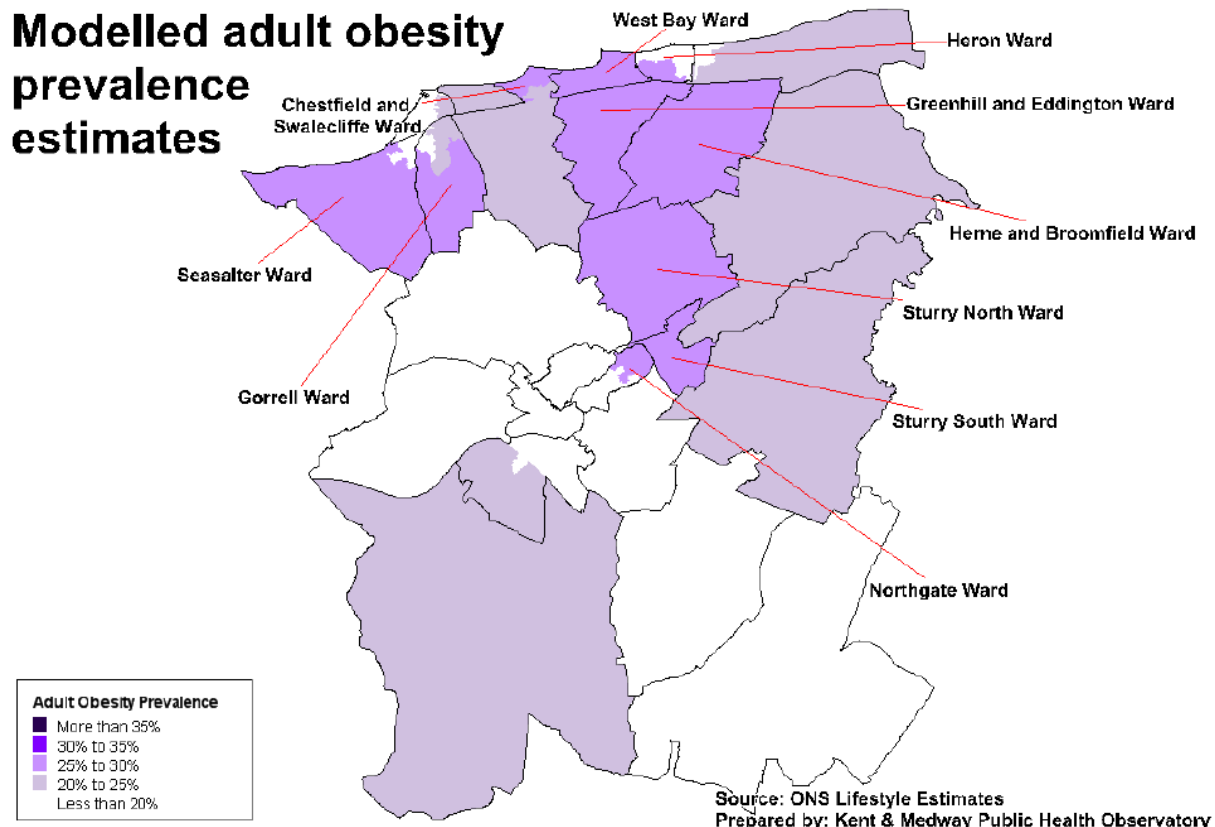 Modelled adult obesity
prevalence
estimates
West Bay Ward
Heron Ward
Chestfield and
Swalecliffe Ward
Greenhill and Eddington Ward
Herne and Broomfield Ward
Seasalter Ward
Sturry North Ward
Gorrell Ward
Sturry South Ward
Northgate Ward
Adult Obesity Prevalence
More than 35%
30% to 35%
25% to 30%
20% to 25%
Less than 20%
Source: ONS Lifestyle Estimates
Prepared by: Kent & Medway Public Health Observatory